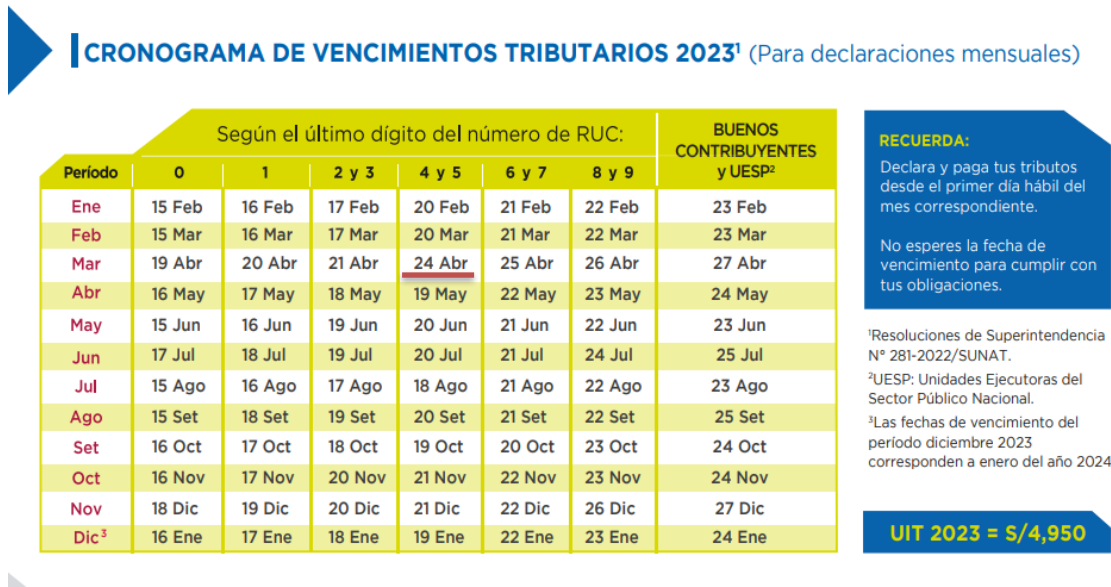 CRONOGRAMA DE VENCIMIENTOS TRIBUTARIOS 2023¹ (Para declaraciones mensuales)
Según el último dígito del número de RUC:
BUENOS
CONTRIBUYENTES
y UESP²
Período 0 1 2 y 3 4 y 5 6 y 7 8 y 9
Ene 15 Feb 16 Feb 17 Feb 20 Feb 21 Feb 22 Feb 23 Feb
Feb 15 Mar 16 Mar 17 Mar 20 Mar 21 Mar 22 Mar 23 Mar
Mar 19 Abr 20 Abr 21 Abr 24 Abr 25 Abr 26 Abr 27 Abr
Abr 16 May 17 May 18 May 19 May 22 May 23 May 24 May
May 15 Jun 16 Jun 19 Jun 20 Jun 21 Jun 22 Jun 23 Jun
Jun 17 Jul 18 Jul 19 Jul 20 Jul 21 Jul 24 Jul 25 Jul
Jul 15 Ago 16 Ago 17 Ago 18 Ago 21 Ago 22 Ago 23 Ago
Ago 15 Set 18 Set 19 Set 20 Set 21 Set 22 Set 25 Set
Set 16 Oct 17 Oct 18 Oct 19 Oct 20 Oct 23 Oct 24 Oct
Oct 16 Nov 17 Nov 20 Nov 21 Nov 22 Nov 23 Nov 24 Nov
Nov 18 Dic 19 Dic 20 Dic 21 Dic 22 Dic 26 Dic 27 Dic
Dic³ 16 Ene 17 Ene 18 Ene 19 Ene 22 Ene 23 Ene 24 Ene
RECUERDA:
Declara y paga tus tributos
desde el primer día hábil del
mes correspondiente.
No esperes la fecha de
vencimiento para cumplir con
tus obligaciones.
¹Resoluciones de Superintendencia
N° 281-2022/SUNAT.
²UESP: Unidades Ejecutoras del
Sector Público Nacional.
³Las fechas de vencimiento del
período diciembre 2023
corresponden a enero del año 2024
UIT 2023 = S/4,950